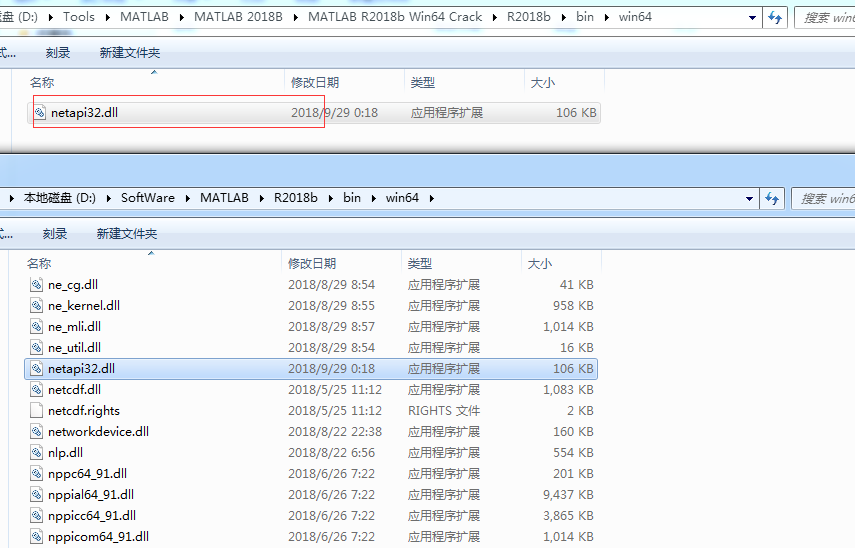 盘 (D:) ▸ Tools ▸ MATLAB ▸ MATLAB 2018B ▸ MATLAB R2018b Win64 Crack ▸ R2018b ▸ bin ▸ win64 搜索 win6
式... 刻录 新建文件夹
名称 修改日期 类型 大小
netapi32.dll 2018/9/29 0:18 应用程序扩展 106 KB
本地磁盘 (D:) ▸ SoftWare ▸ MATLAB ▸ R2018b ▸ bin ▸ win64 ▸ 搜索 win6
式... 刻录 新建文件夹
名称 修改日期 类型 大小
ne_cg.dll 2018/8/29 8:54 应用程序扩展 41 KB
ne_kernel.dll 2018/8/29 8:55 应用程序扩展 958 KB
ne_mli.dll 2018/8/29 8:57 应用程序扩展 1,014 KB
ne_util.dll 2018/8/29 8:54 应用程序扩展 16 KB
netapi32.dll 2018/9/29 0:18 应用程序扩展 106 KB
netcdf.dll 2018/5/25 11:12 应用程序扩展 1,083 KB
netcdf.rights 2018/5/25 11:12 RIGHTS 文件 2 KB
networkdevice.dll 2018/8/22 22:38 应用程序扩展 160 KB
nlp.dll 2018/8/22 6:56 应用程序扩展 554 KB
nppc64_91.dll 2018/6/26 7:22 应用程序扩展 201 KB
nppial64_91.dll 2018/6/26 7:22 应用程序扩展 9,437 KB
nppicc64_91.dll 2018/6/26 7:22 应用程序扩展 3,865 KB
nppicom64_91.dll 2018/6/26 7:22 应用程序扩展 1,014 KB